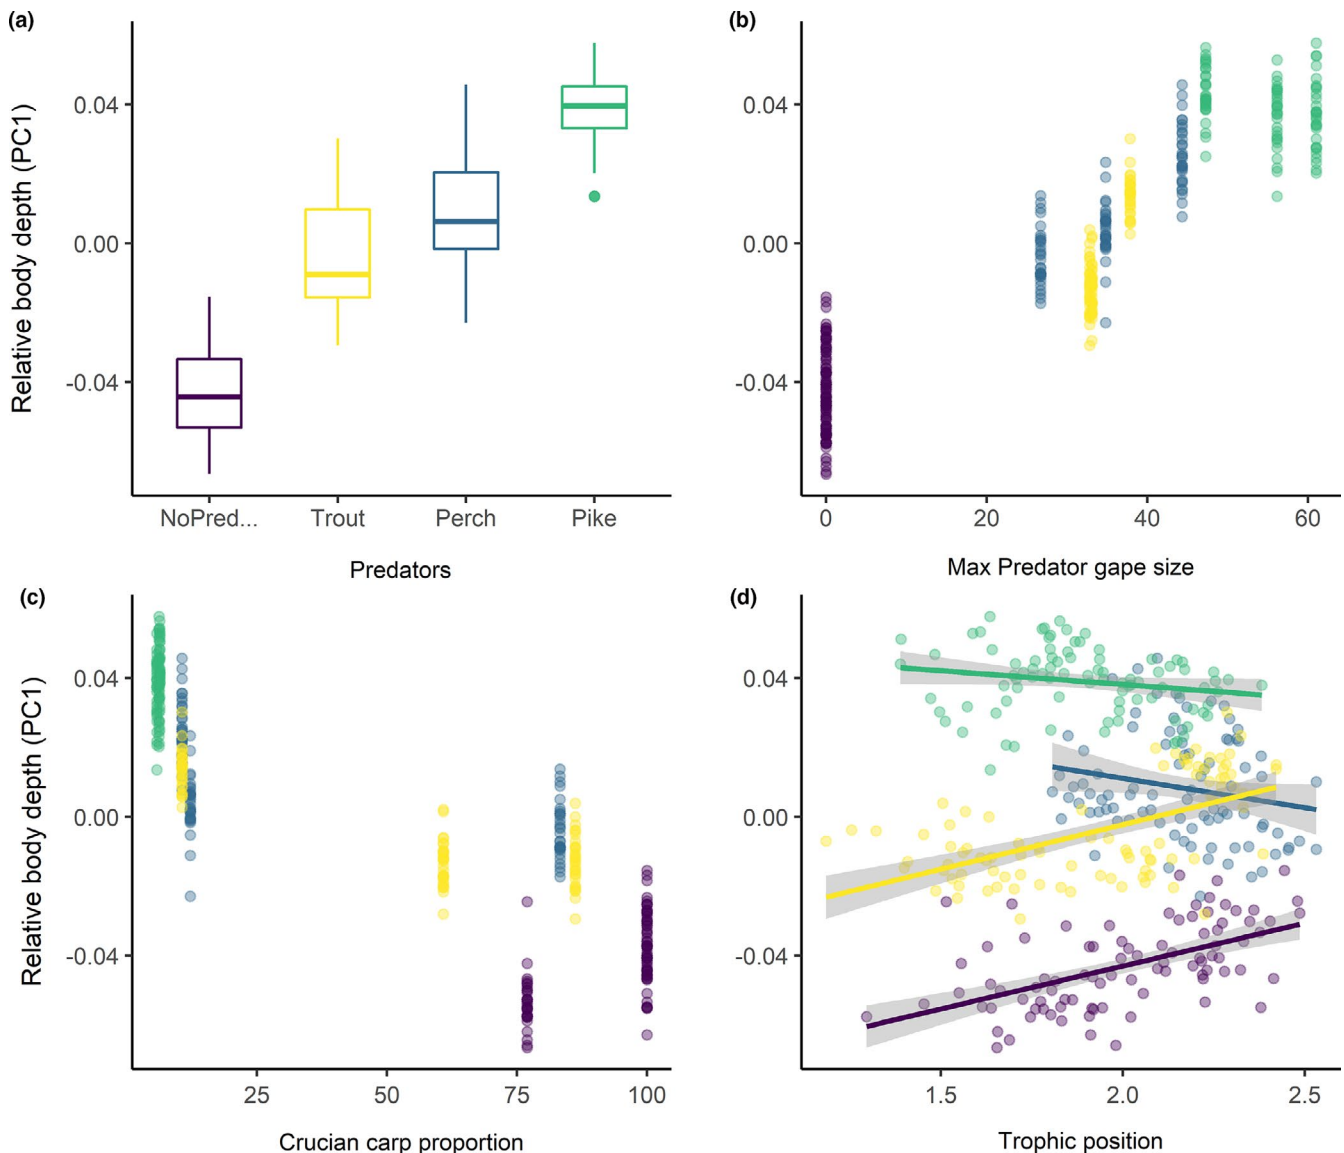 (a)
Relative body depth (PC1)
0.04
0.00
-0.04
NoPred... Trout Perch Pike
Predators
(b)
0.04
0.00
-0.04
0 20 40 60
Max Predator gape size
(c)
Relative body depth (PC1)
0.04
0.00
-0.04
25 50 75 100
Crucian carp proportion
(d)
0.04
0.00
-0.04
1.5 2.0 2.5
Trophic position